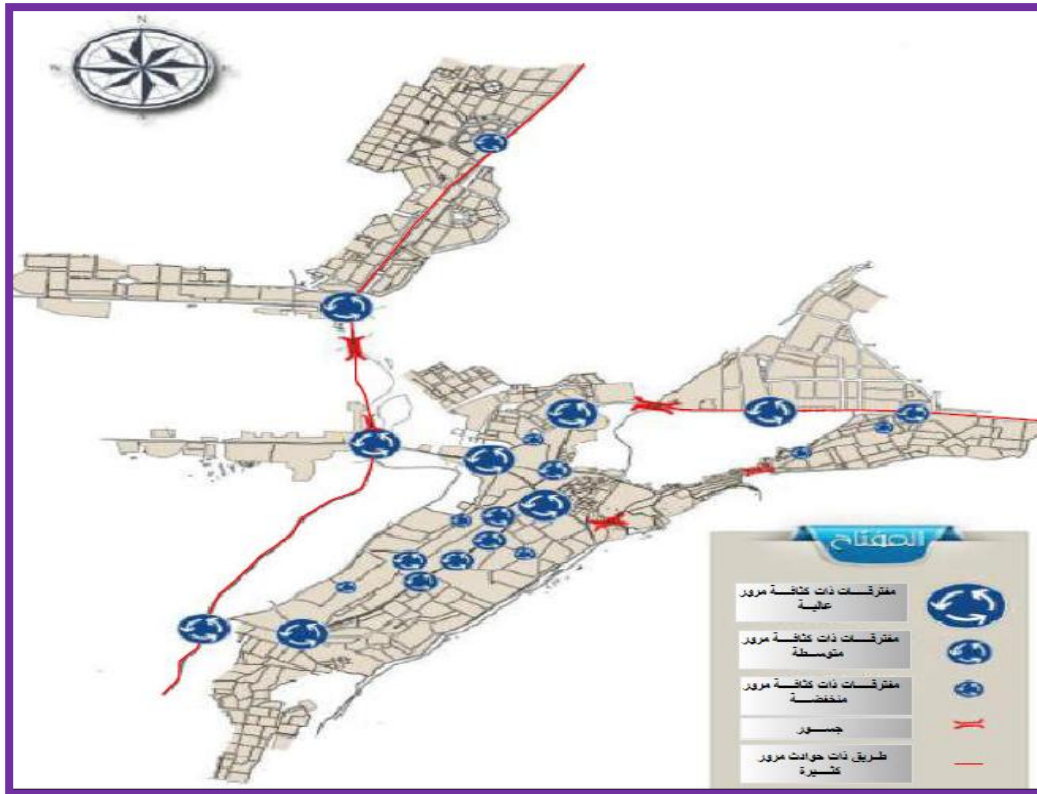 N
المفتاح
مفترقات ذات كثافة مرور
عالية
مفترقات ذات كثافة مرور
متوسطة
مفترقات ذات كثافة مرور
منخفضة
جسور
طريق ذات حوادث مرور
كثيرة